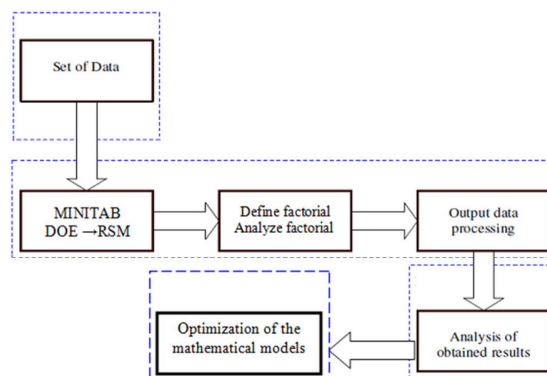 Set of Data
MINITAB
DOE →RSM
Define factorial
Analyze factorial
Output data
processing
Analysis of
obtained results
Optimization of the
mathematical models